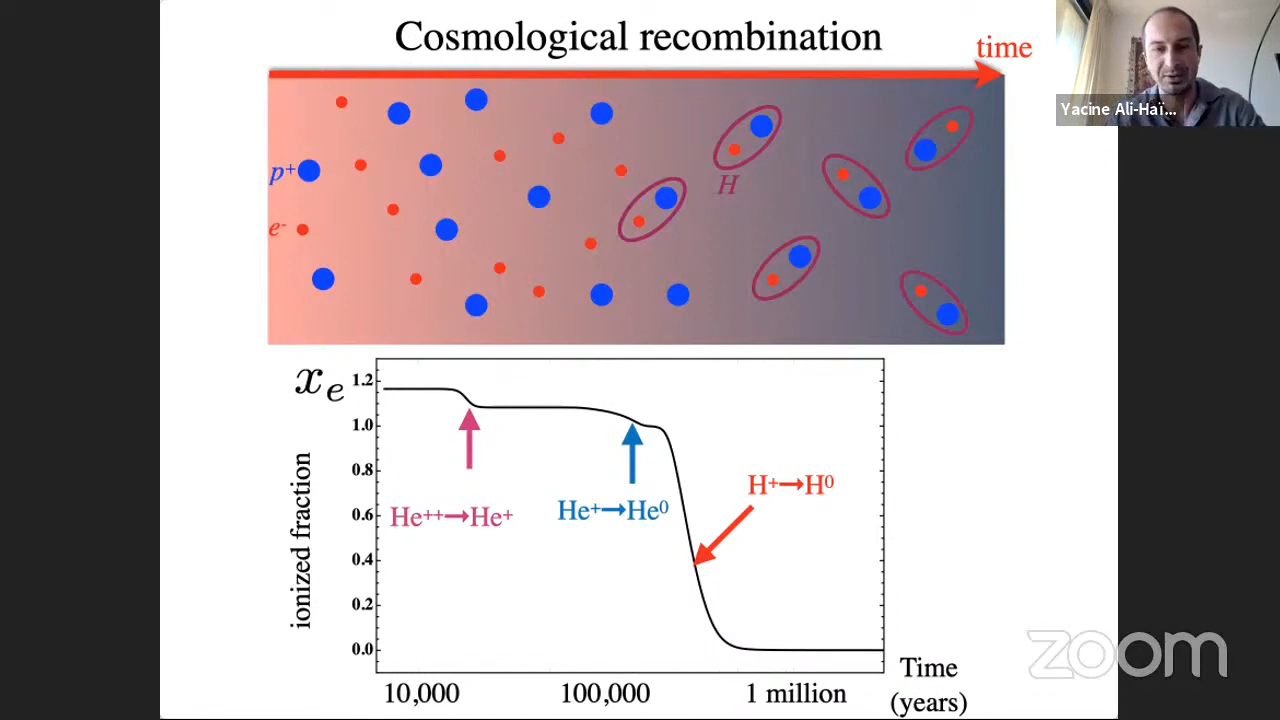 Cosmological recombination
time
Yacine Ali-Haï...
p+
H
e-
xₑ
1.2
1.0
0.8
0.6
0.4
0.2
0.0
ionized fraction
He⁺⁺→He⁺
He⁺→He⁰
H⁺→H⁰
10,000
100,000
1 million
Time
(years)
zoom